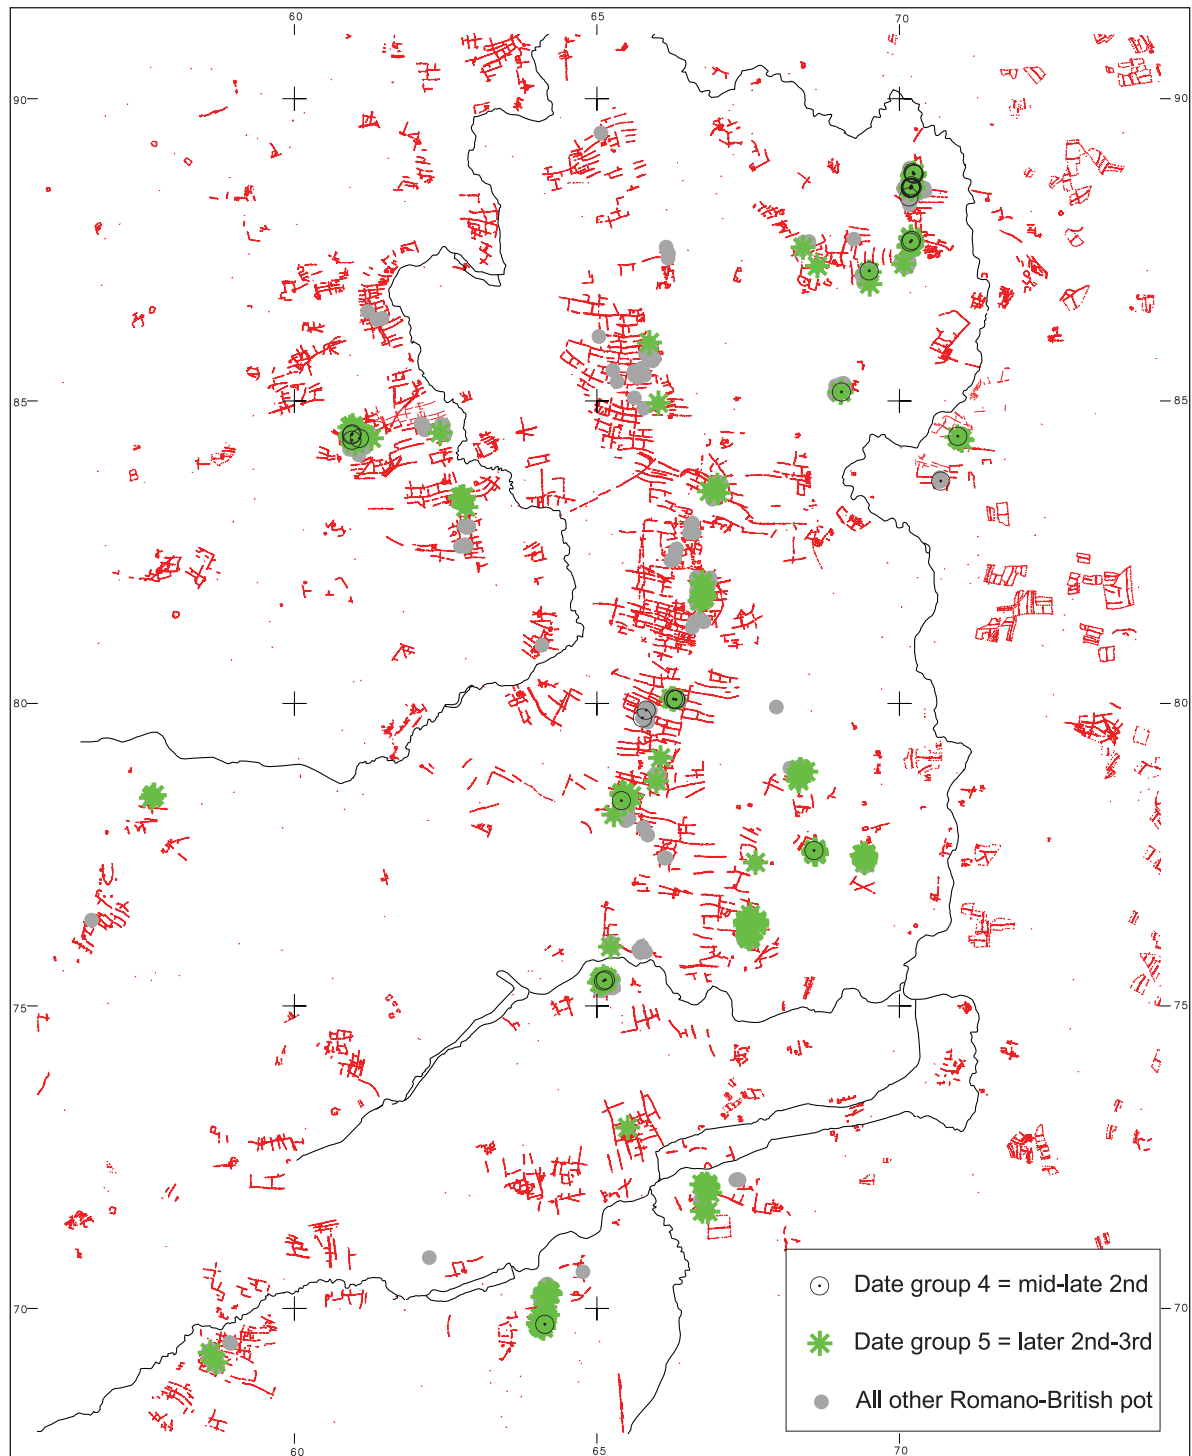 60 65 70
90 90
85 85
80 80
75 75
70 70
Date group 4 = mid-late 2nd
Date group 5 = later 2nd-3rd
All other Romano-British pot
60 65 70